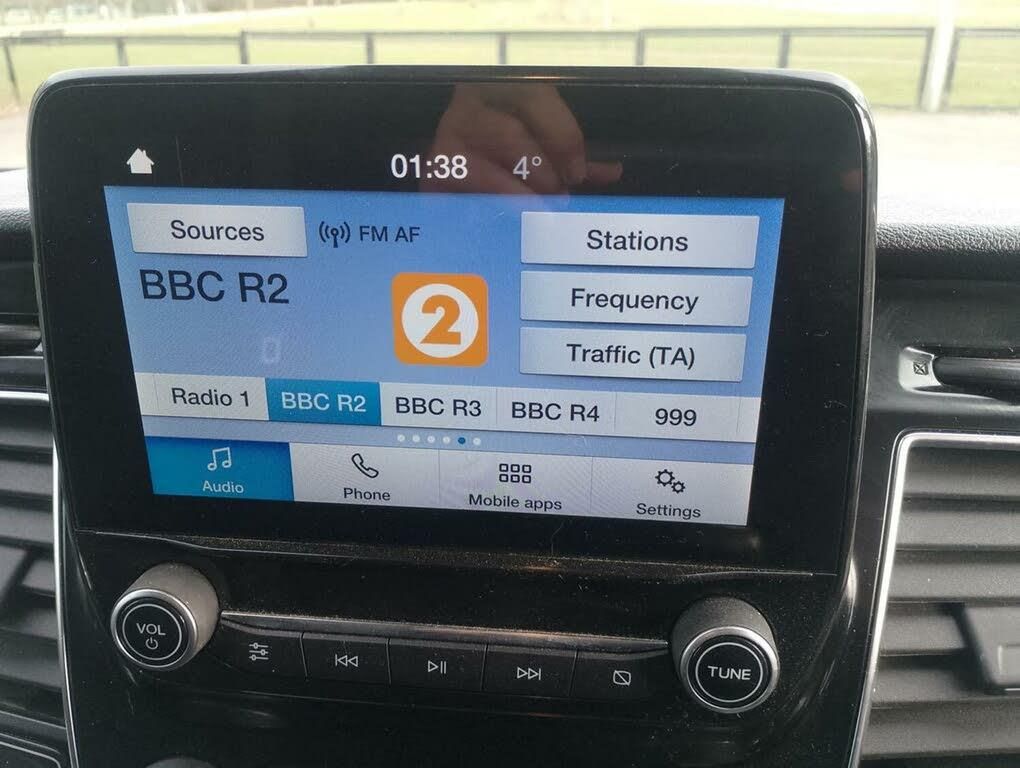 01:38 4°
Sources FM AF Stations
BBC R2
2
Frequency
Traffic (TA)
Radio 1 BBC R2 BBC R3 BBC R4 999
Audio Phone Mobile apps Settings
VOL
TUNE